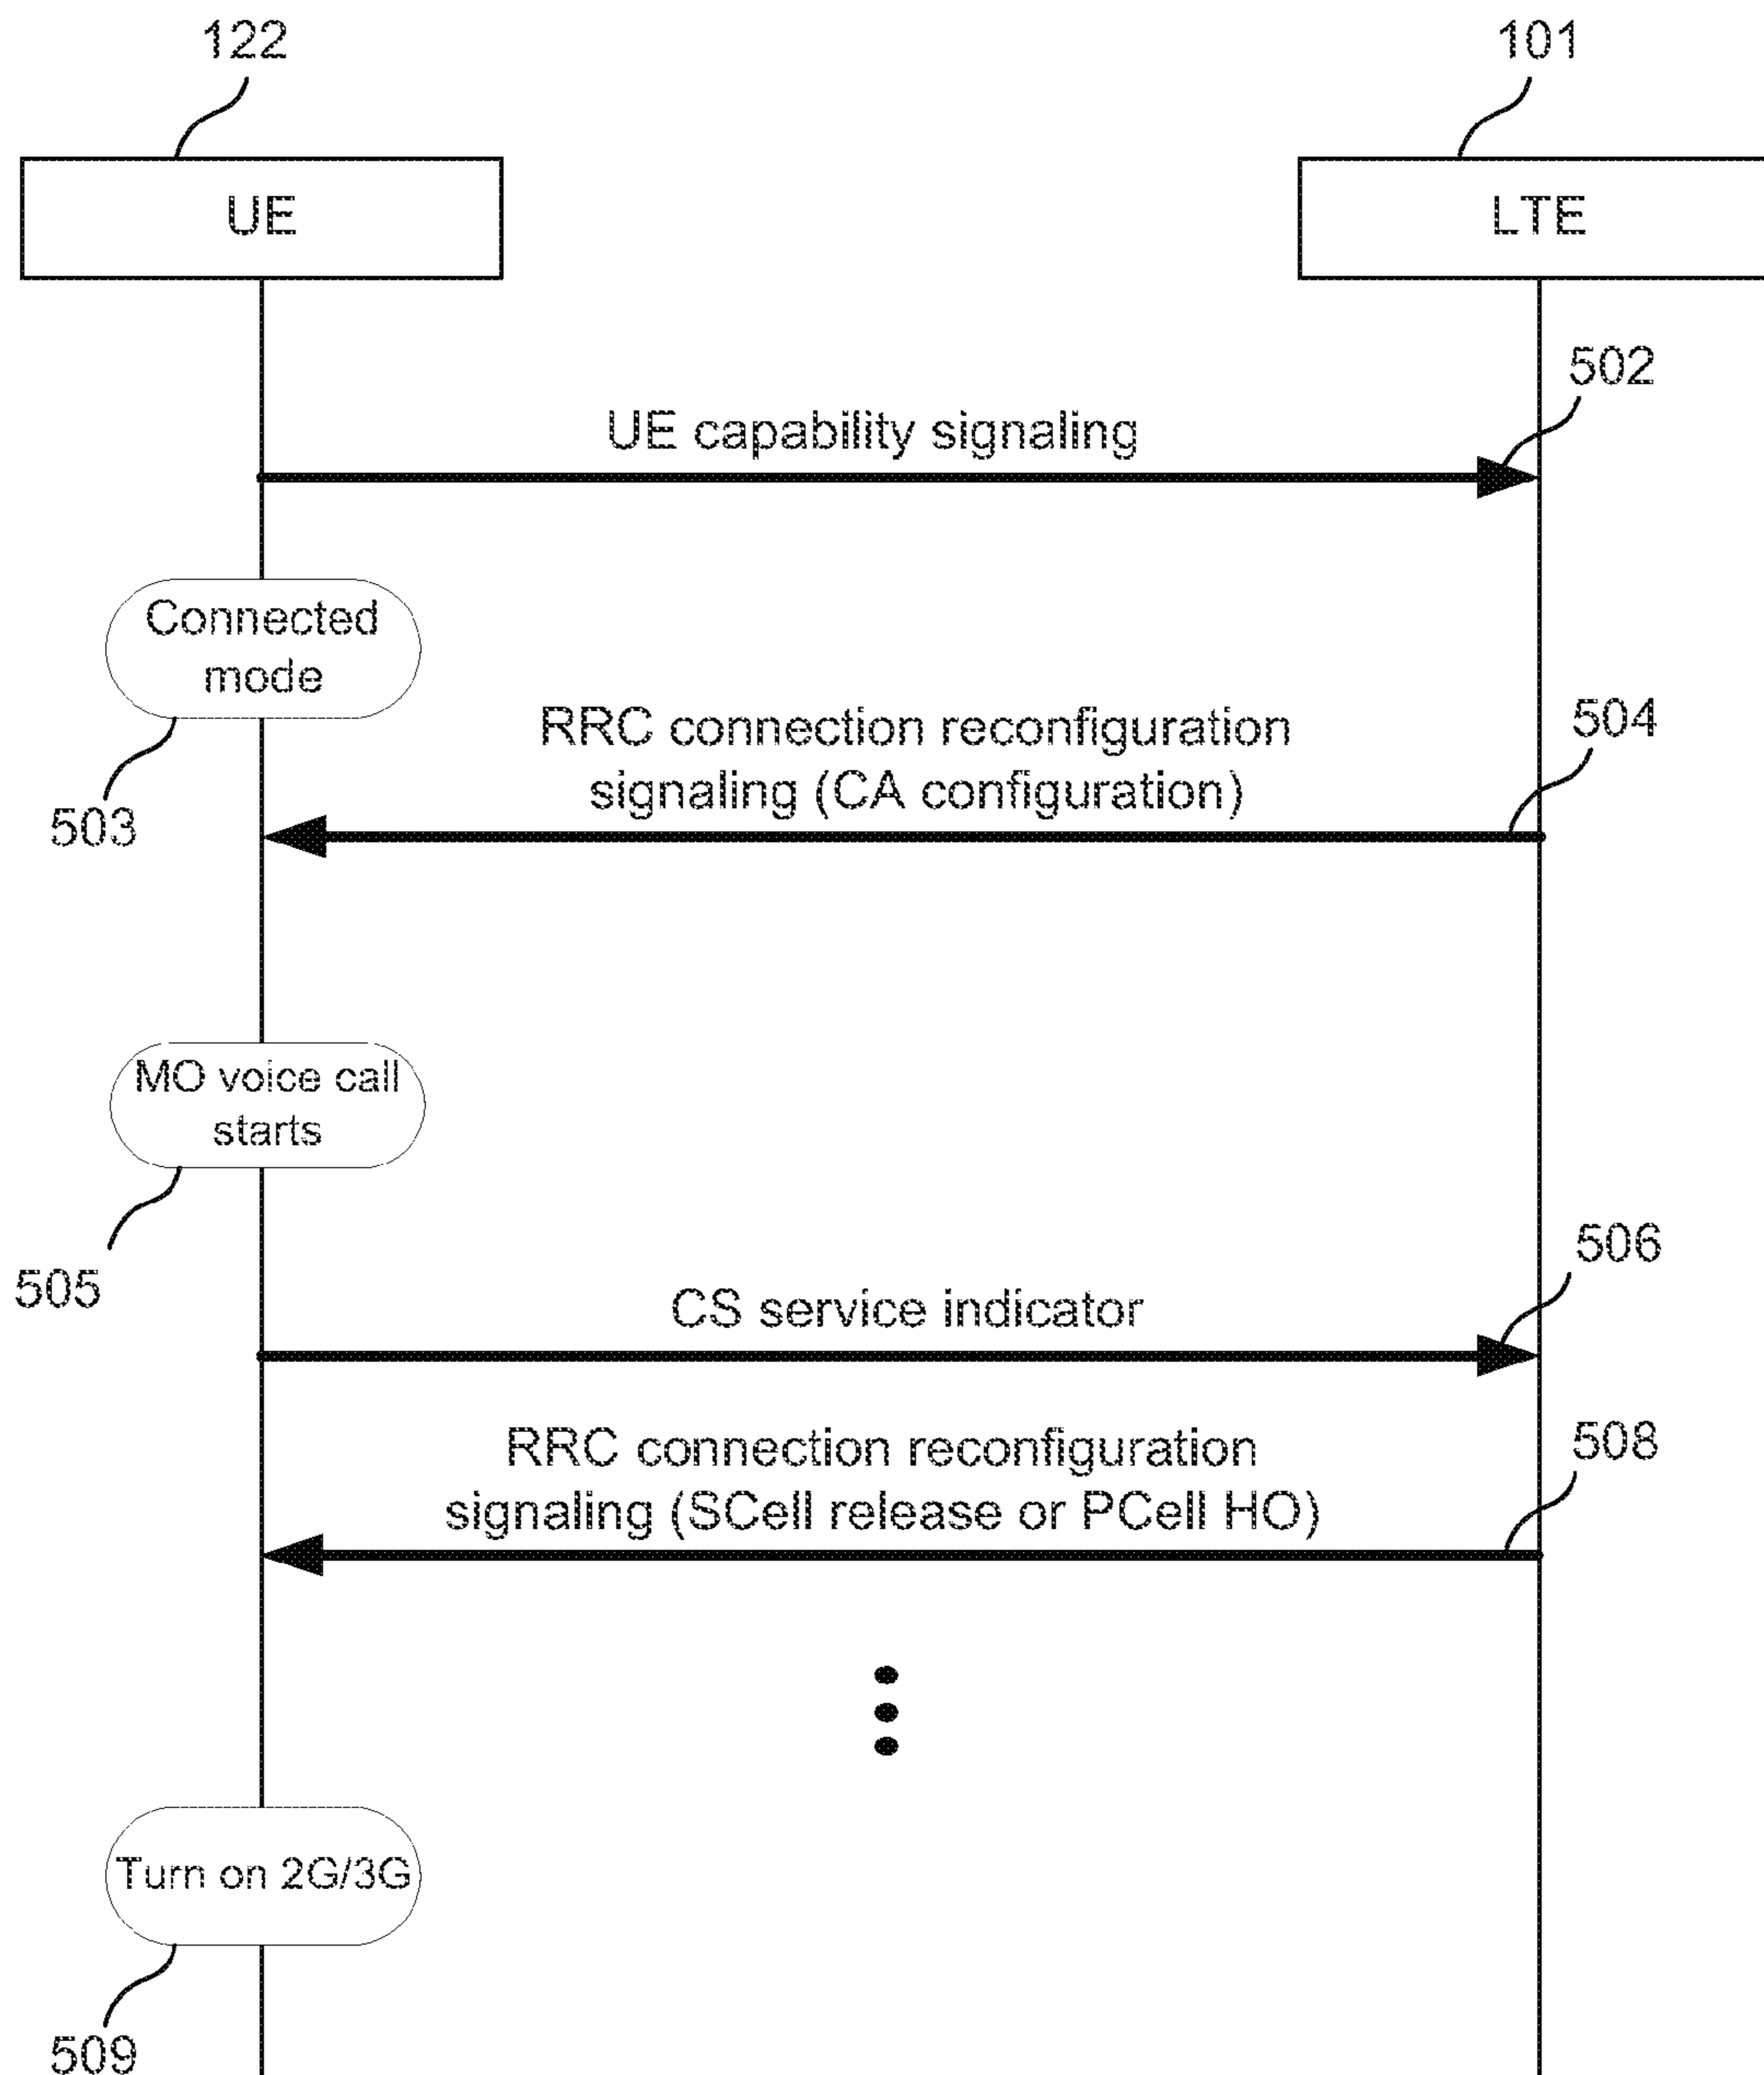 122
101
UE
LTE
502
UE capability signaling
Connected
mode
503
504
RRC connection reconfiguration
signaling (CA configuration)
MO voice call
starts
505
506
CS service indicator
508
RRC connection reconfiguration
signaling (SCell release or PCell HO)
Turn on 2G/3G
509